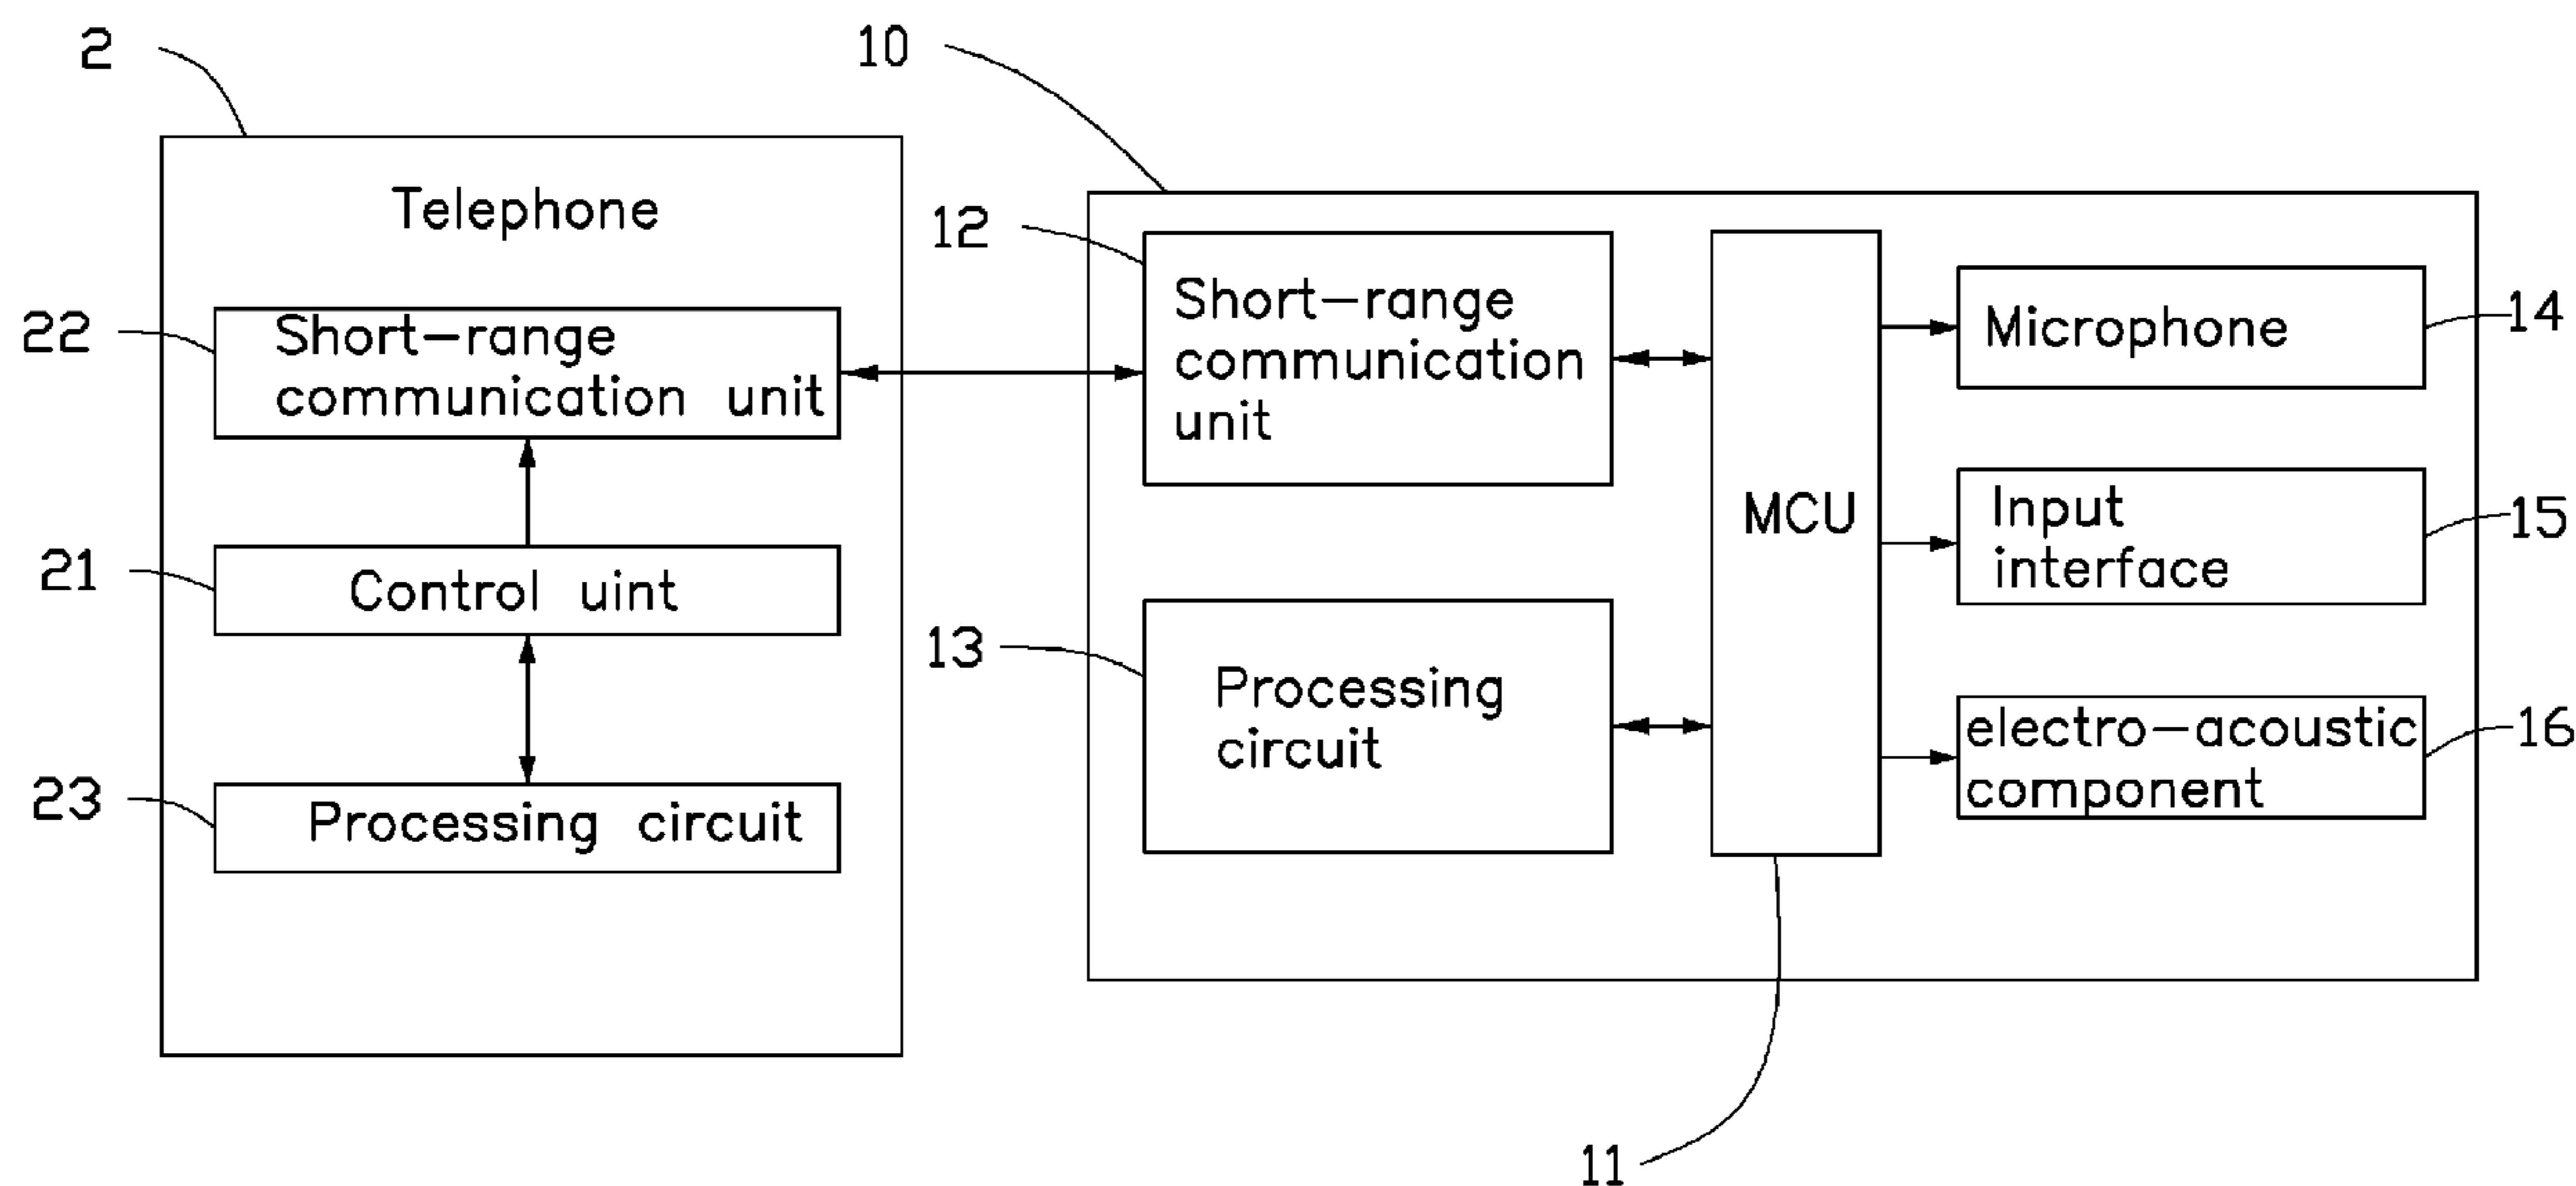 2
10
Telephone
12
22
Short-range
communication unit
Short-range
communication
unit
Microphone
14
MCU
Input
interface
15
21
Control uint
13
Processing
circuit
electro-acoustic
component
16
23
Processing circuit
11